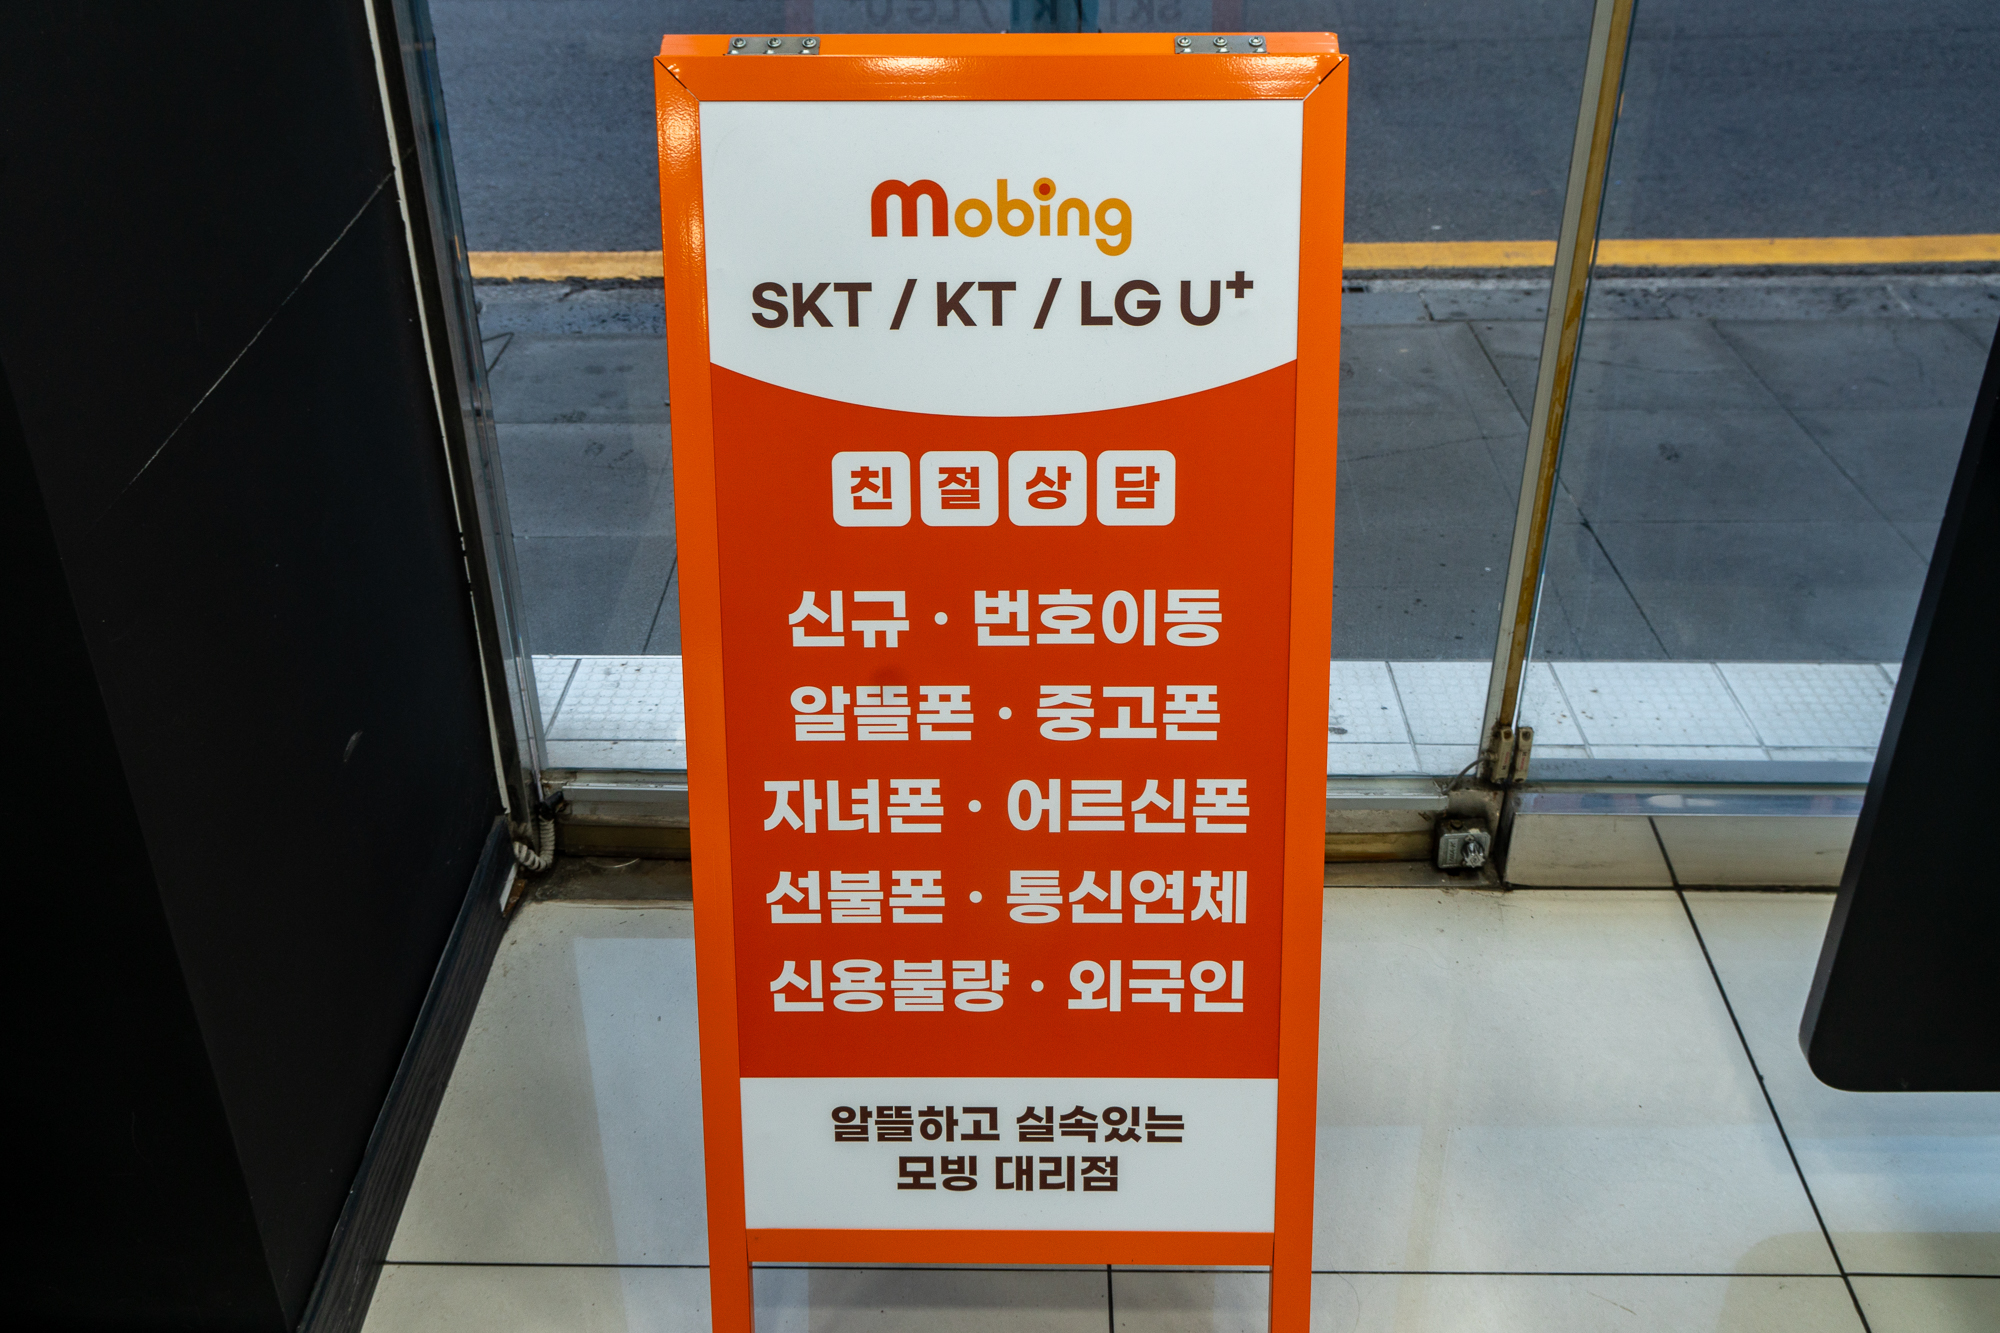 mobing
SKT / KT / LG U+
친절상담
신규 · 번호이동
알뜰폰 · 중고폰
자녀폰 · 어르신폰
선불폰 · 통신연체
신용불량 · 외국인
알뜰하고 실속있는
모빙 대리점